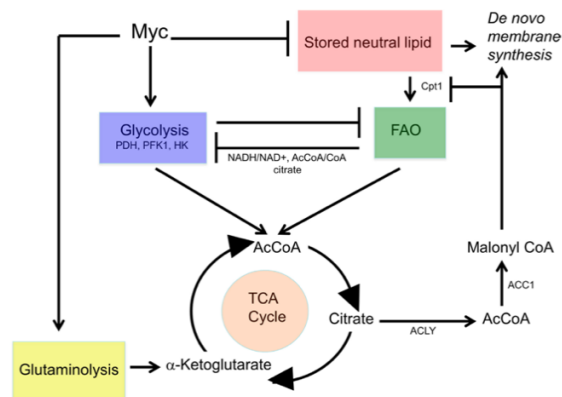 Myc
Stored neutral lipid
De novo
membrane
synthesis
Cpt1
Glycolysis
PDH, PFK1, HK
FAO
NADH/NAD+, AcCoA/CoA
citrate
AcCoA
Malonyl CoA
ACC1
TCA
Cycle
Citrate
ACLY
AcCoA
Glutaminolysis
α-Ketoglutarate